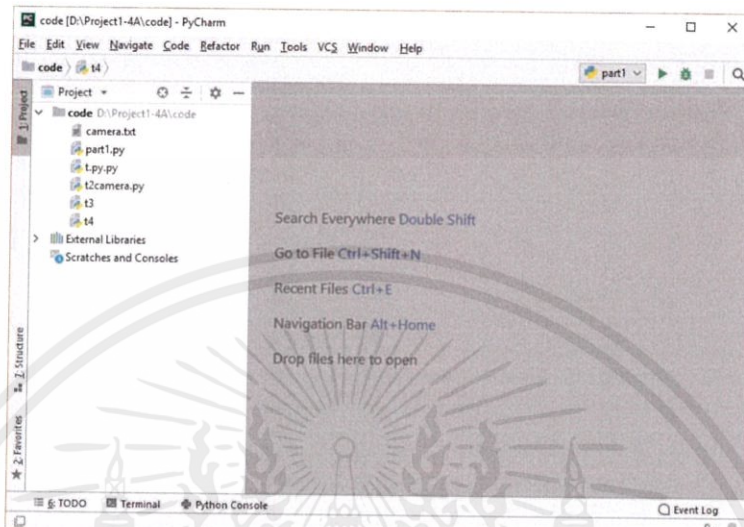 code [D:\Project1-4A\code] - PyCharm
File Edit View Navigate Code Refactor Run Tools VCS Window Help
code t4 part1
1: Project
Project
code D:\Project1-4A\code
camera.txt
part1.py
t.py.py
t2camera.py
t3
t4
External Libraries
Scratches and Consoles
Search Everywhere Double Shift
Go to File Ctrl+Shift+N
Recent Files Ctrl+E
Navigation Bar Alt+Home
Drop files here to open
Z: Structure
2: Favorites
6: TODO Terminal Python Console Event Log